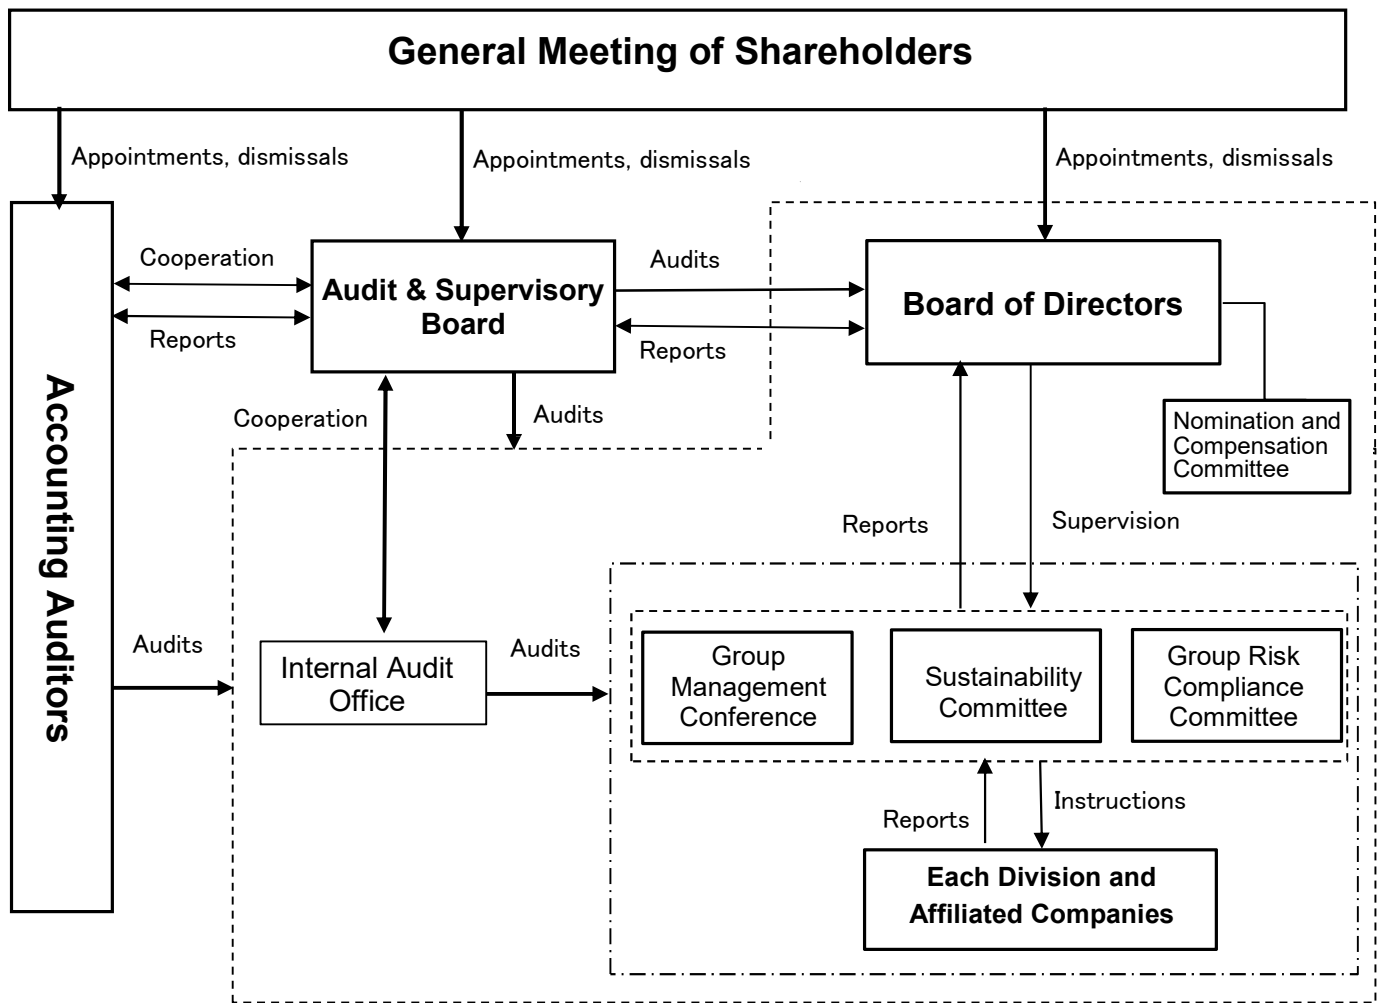 General Meeting of Shareholders
Appointments, dismissals
Appointments, dismissals
Appointments, dismissals
Cooperation
Reports
Audit & Supervisory
Board
Audits
Reports
Board of Directors
Accounting Auditors
Cooperation
Audits
Nomination and
Compensation
Committee
Reports
Supervision
Audits
Internal Audit
Office
Audits
Group
Management
Conference
Sustainability
Committee
Group Risk
Compliance
Committee
Reports
Instructions
Each Division and
Affiliated Companies